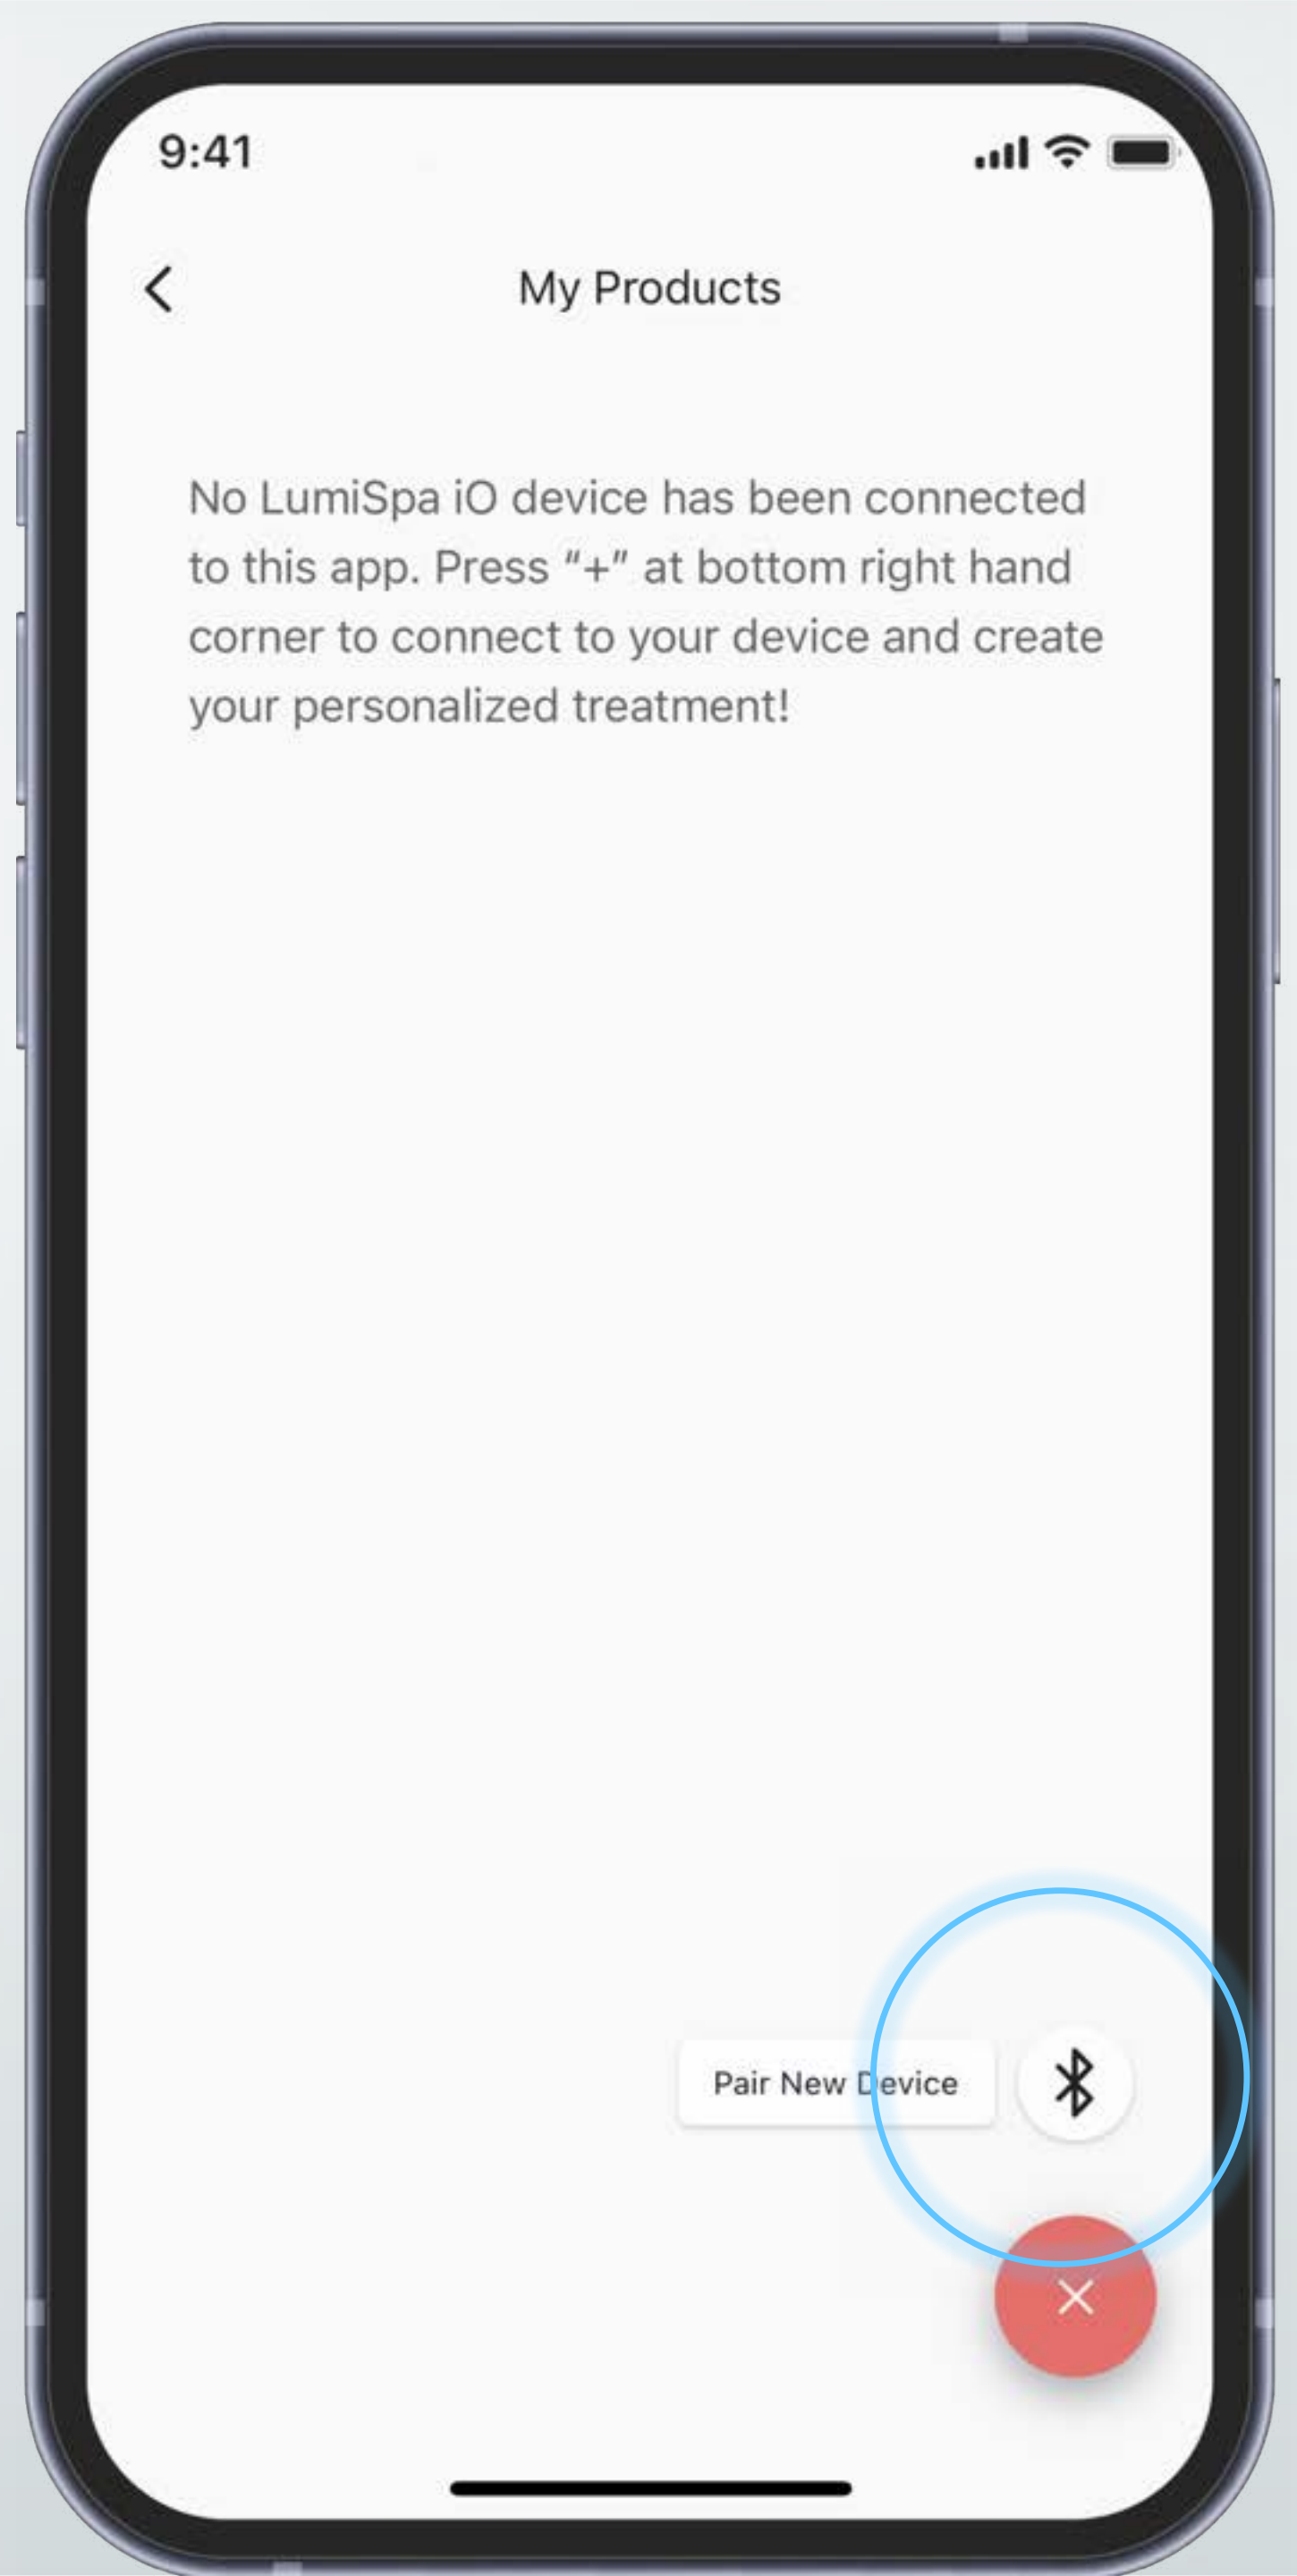 9:41
My Products
No LumiSpa iO device has been connected
to this app. Press "+" at bottom right hand
corner to connect to your device and create
your personalized treatment!
Pair New Device